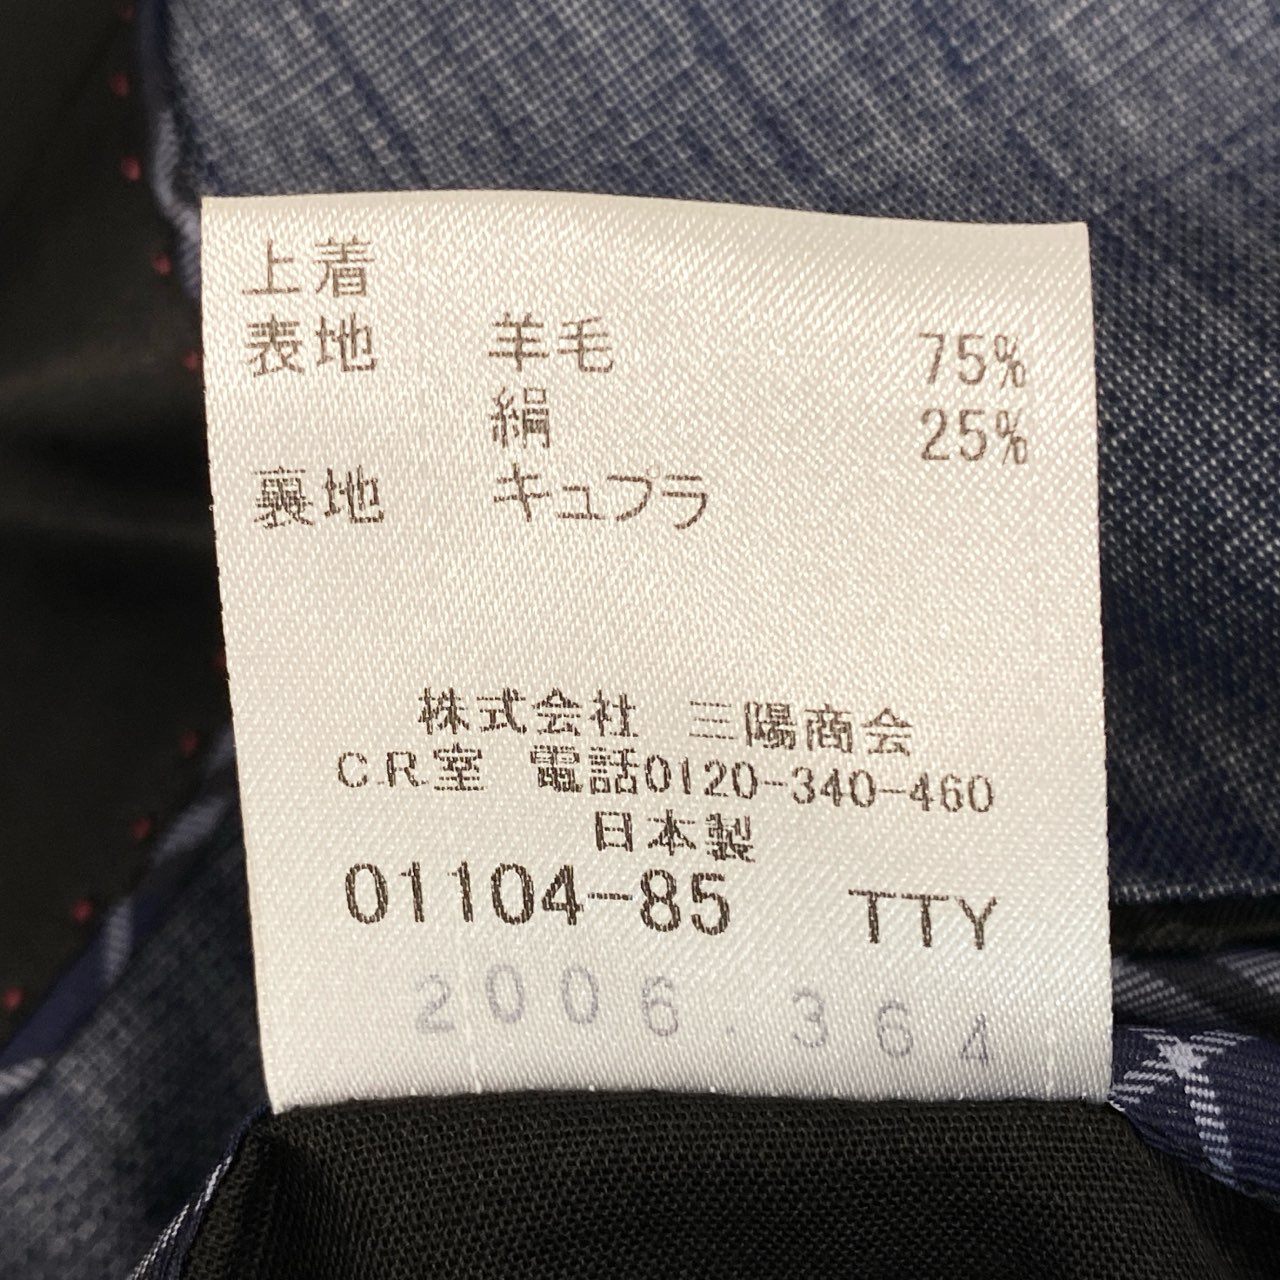 上着
表地 羊毛 75%
絹 25%
裏地 キュプラ
株式会社 三陽商会
C.R.室 電話0120-340-460
日本製
01104-85 TTY
2006.364